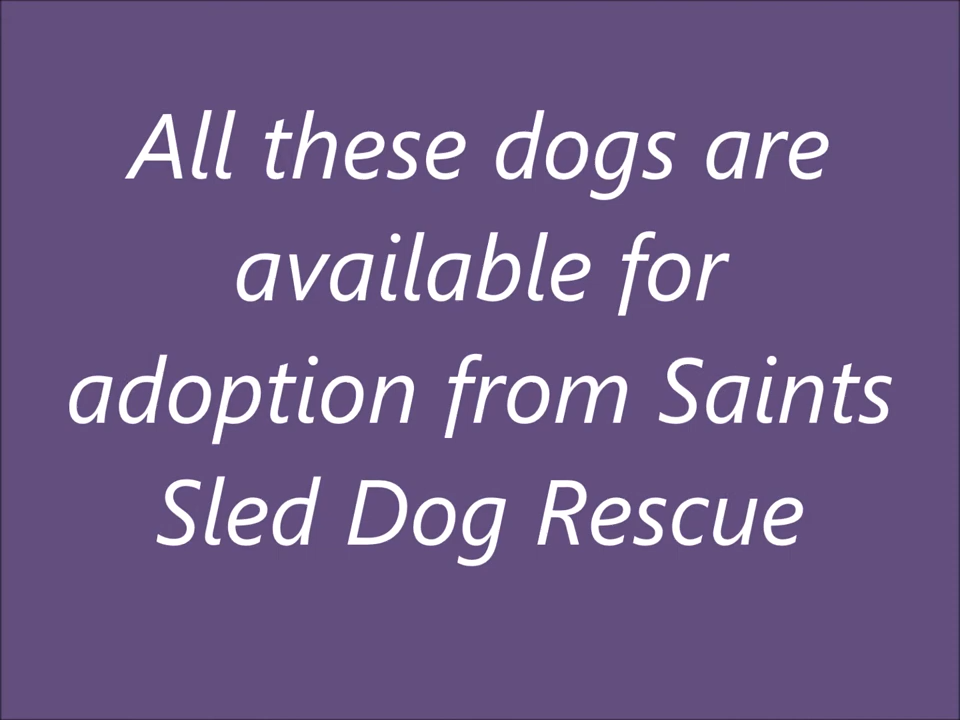 All these dogs are
available for
adoption from Saints
Sled Dog Rescue